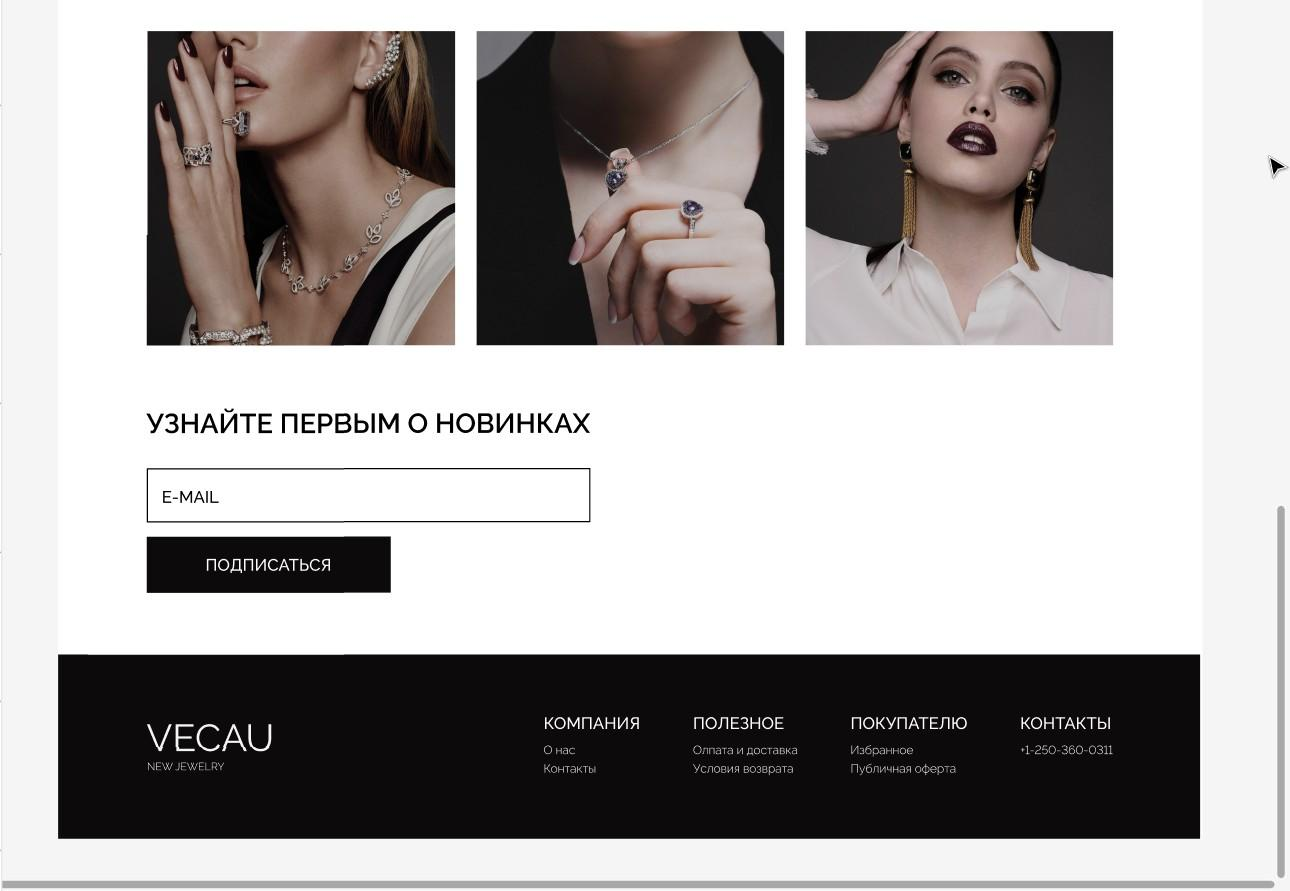 УЗНАЙТЕ ПЕРВЫМ О НОВИНКАХ
E-MAIL
ПОДПИСАТЬСЯ
VECAU
NEW JEWELRY
КОМПАНИЯ
О нас
Контакты
ПОЛЕЗНОЕ
Олпата и доставка
Условия возврата
ПОКУПАТЕЛЮ
Избранное
Публичная оферта
КОНТАКТЫ
+1-250-360-0311